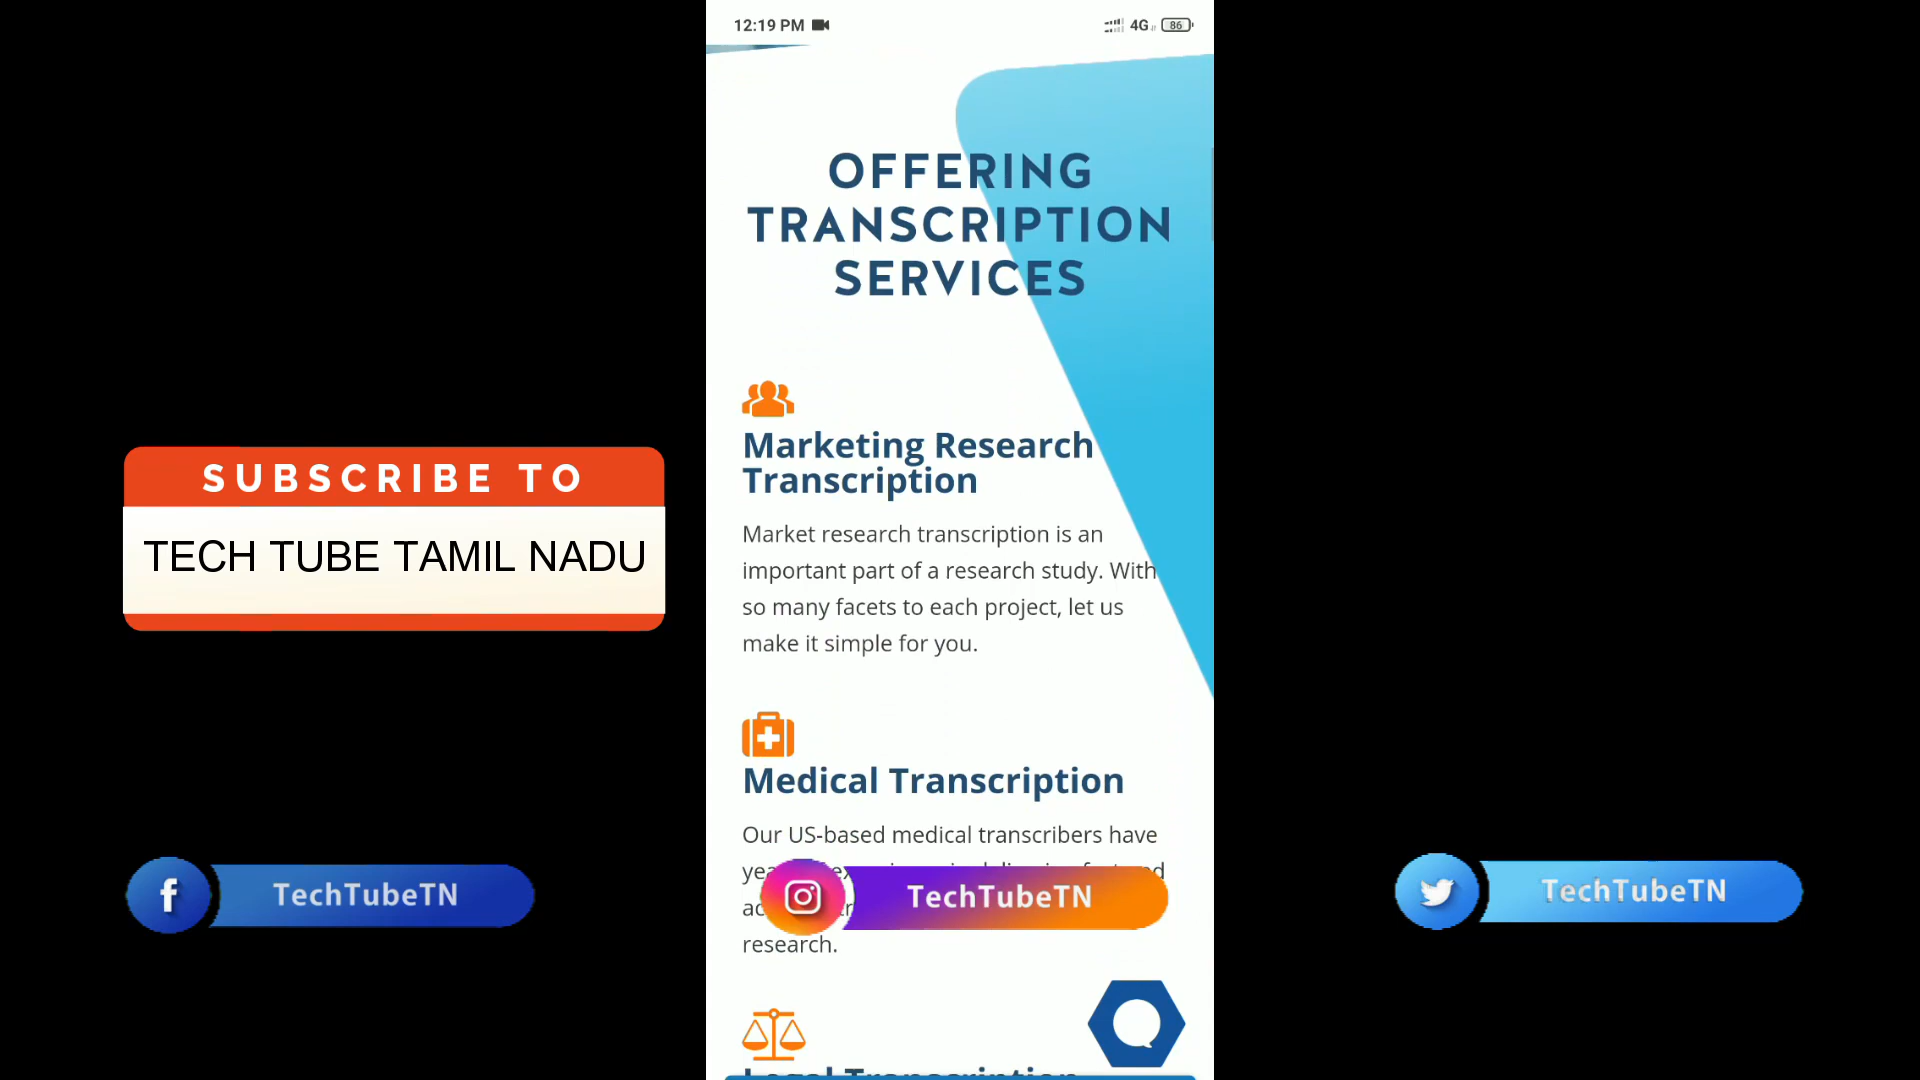 12:19 PM
4G
86
OFFERING
TRANSCRIPTION
SERVICES
Marketing Research
Transcription
Market research transcription is an
important part of a research study. With
so many facets to each project, let us
make it simple for you.
SUBSCRIBE TO
TECH TUBE TAMIL NADU
Medical Transcription
Our US-based medical transcribers have
research.
TechTubeTN
TechTubeTN
TechTubeTN
Legal Transcription